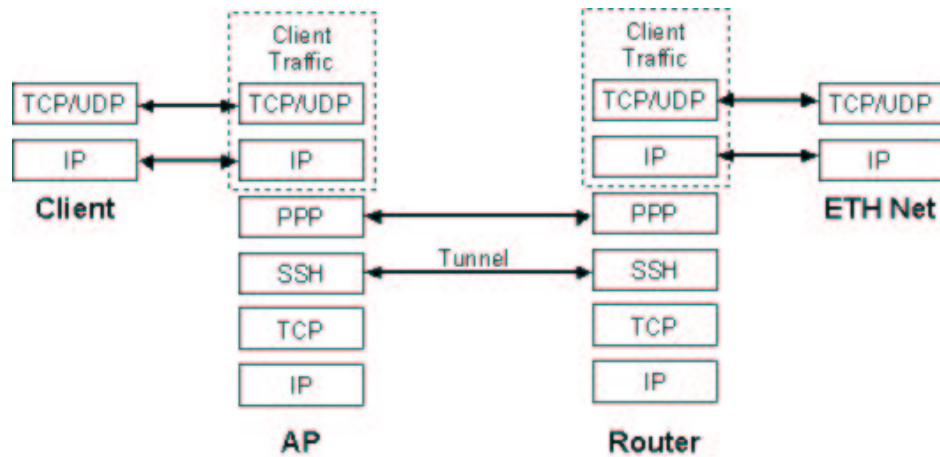 Client
Traffic
Client
Traffic
TCP/UDP
TCP/UDP
TCP/UDP
TCP/UDP
IP
IP
IP
IP
Client
ETH Net
PPP
PPP
Tunnel
SSH
SSH
TCP
TCP
IP
IP
AP
Router